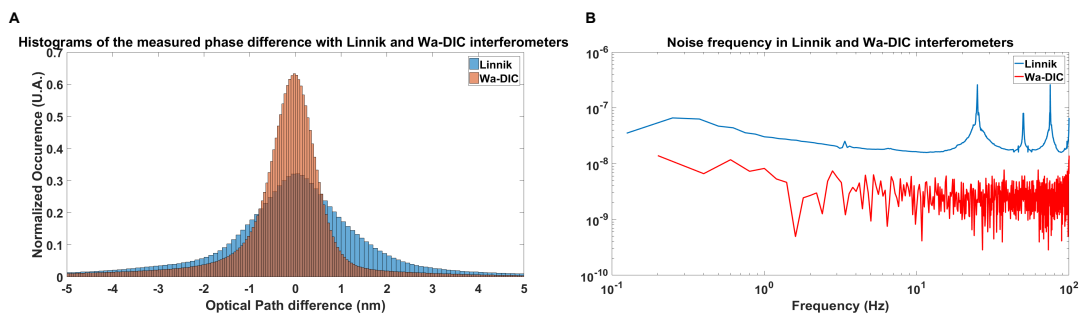 A
Histograms of the measured phase difference with Linnik and Wa-DIC interferometers
Normalized Occurence (U.A.)
0.7
0.6
0.5
0.4
0.3
0.2
0.1
0
Linnik
Wa-DIC
-5 -4 -3 -2 -1 0 1 2 3 4 5
Optical Path difference (nm)
B
Noise frequency in Linnik and Wa-DIC interferometers
10^-6
10^-7
10^-8
10^-9
10^-10
Linnik
Wa-DIC
10^-1 10^0 10^1 10^2
Frequency (Hz)